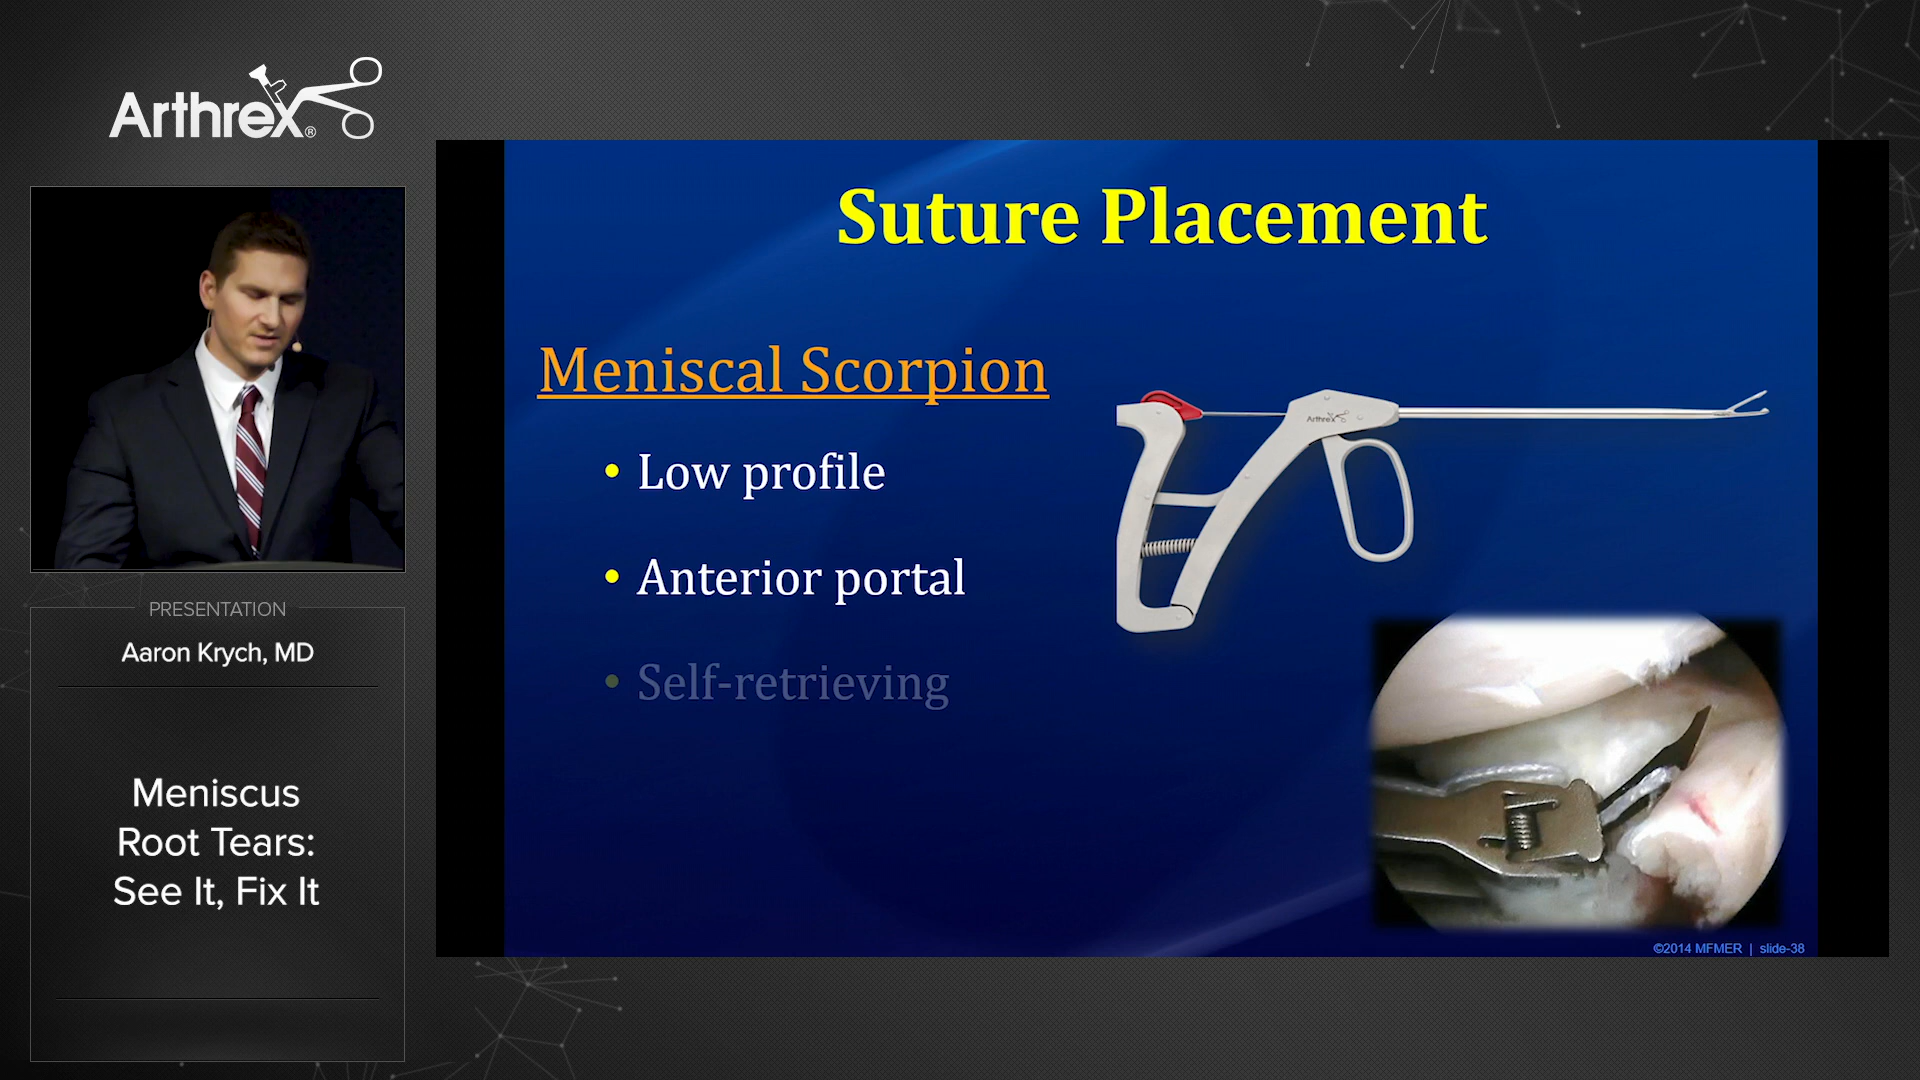 Arthrex®
PRESENTATION
Aaron Krych, MD
Meniscus
Root Tears:
See It, Fix It
Suture Placement
Meniscal Scorpion
• Low profile
• Anterior portal
• Self-retrieving
Arthrex
©2014 MFMER | slide-38